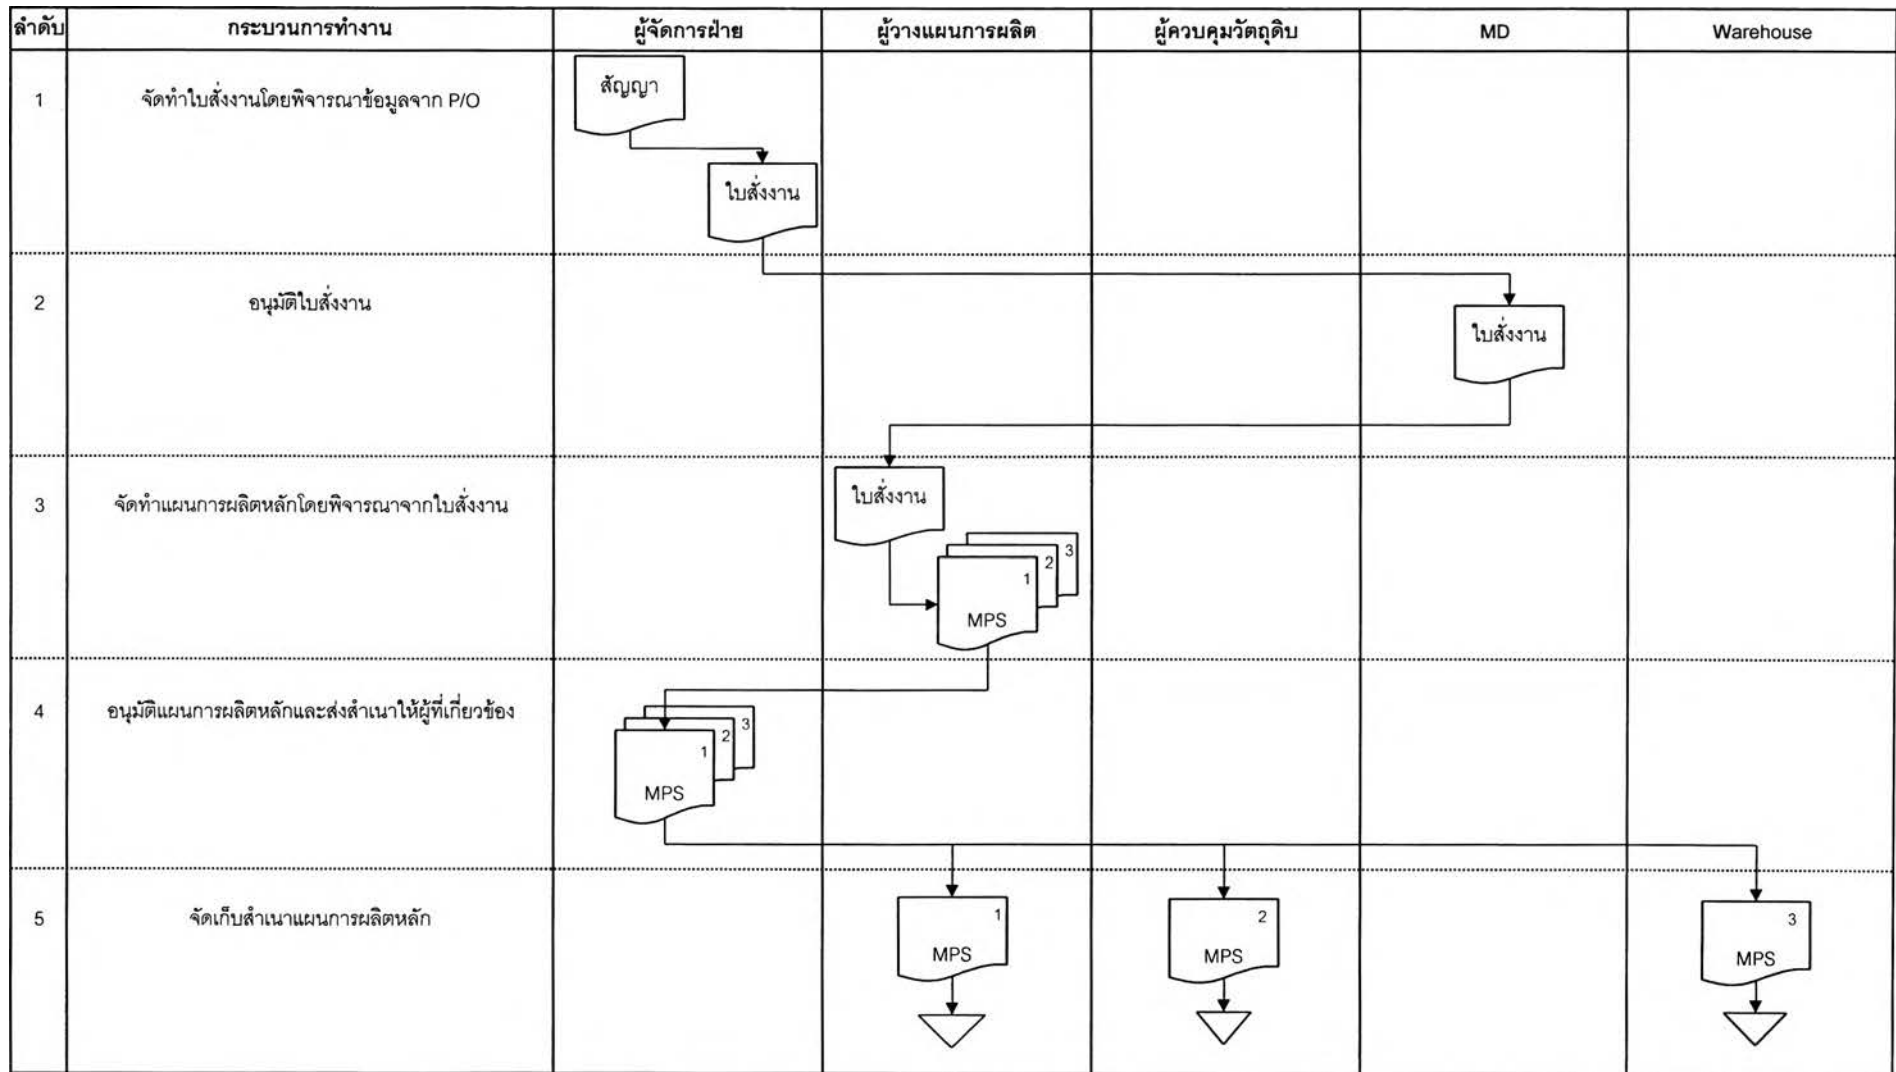 ลำดับ กระบวนการทำงาน ผู้จัดการฝ่าย ผู้วางแผนการผลิต ผู้ควบคุมวัตถุดิบ MD Warehouse
1 จัดทำใบสั่งงานโดยพิจารณาข้อมูลจาก P/O
สัญญา
ใบสั่งงาน
2 อนุมัติใบสั่งงาน
ใบสั่งงาน
3 จัดทำแผนการผลิตหลักโดยพิจารณาจากใบสั่งงาน
ใบสั่งงาน
3
2
1
MPS
4 อนุมัติแผนการผลิตหลักและส่งสำเนาให้ผู้ที่เกี่ยวข้อง
3
2
1
MPS
5 จัดเก็บสำเนาแผนการผลิตหลัก
1
MPS
2
MPS
3
MPS